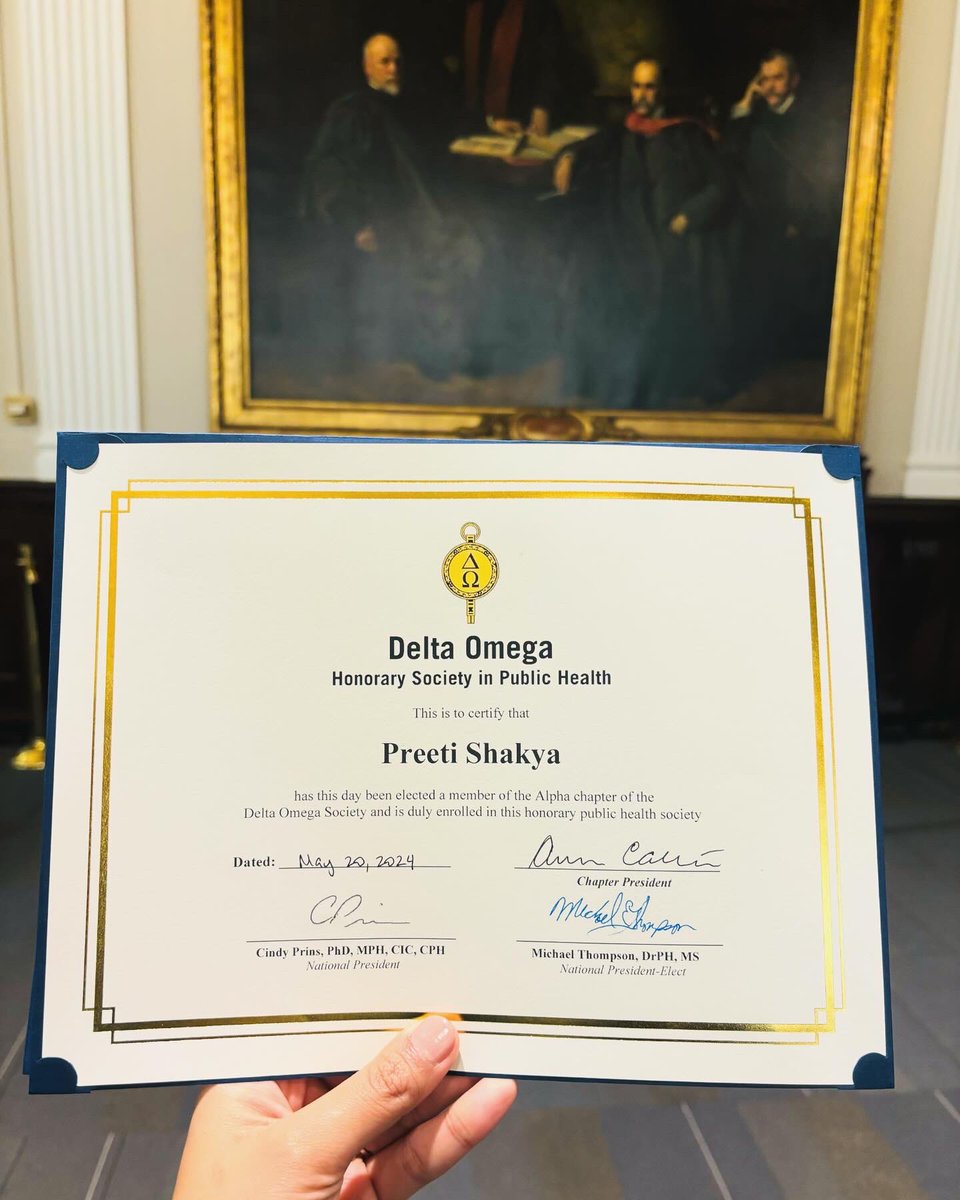 Δ
Ω
Delta Omega
Honorary Society in Public Health
This is to certify that
Preeti Shakya
has this day been elected a member of the Alpha chapter of the
Delta Omega Society and is duly enrolled in this honorary public health society
Dated: May 20, 2024
Chapter President
CPrin
Michael E Thompson
Cindy Prins, PhD, MPH, CIC, CPH
Michael Thompson, DrPH, MS
National President
National President-Elect